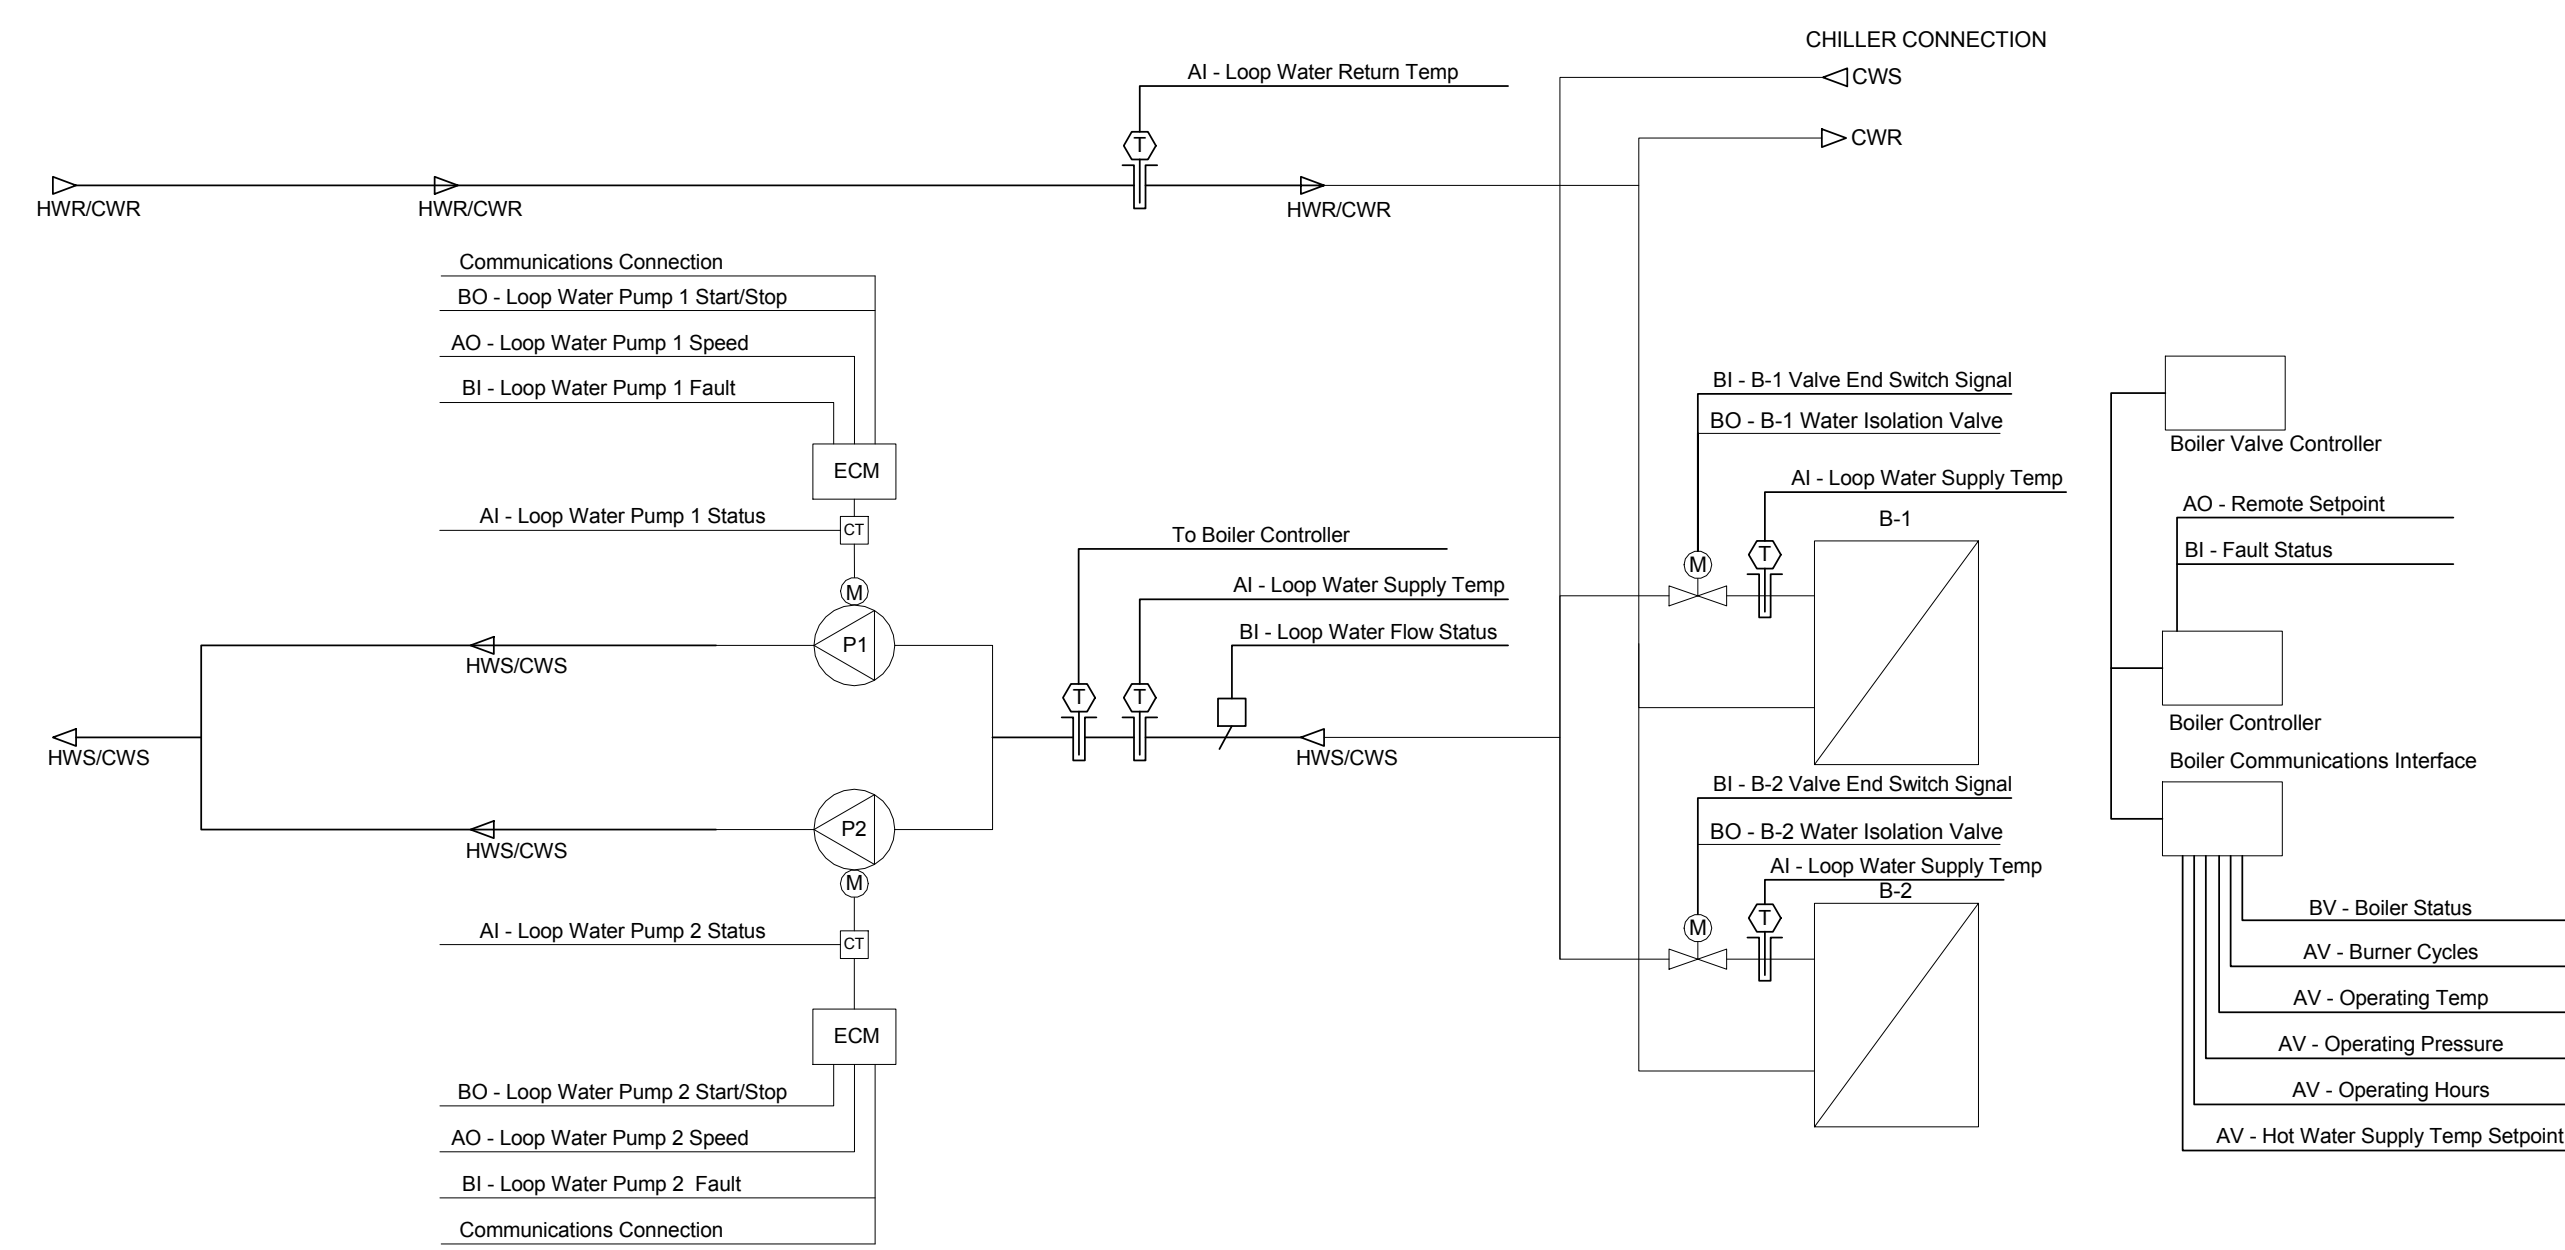 CHILLER CONNECTION
AI - Loop Water Return Temp
CWS
CWR
T
HWR/CWR
HWR/CWR
HWR/CWR
Communications Connection
BO - Loop Water Pump 1 Start/Stop
AO - Loop Water Pump 1 Speed
BI - Loop Water Pump 1 Fault
ECM
AI - Loop Water Pump 1 Status
CT
M
P1
HWS/CWS
HWS/CWS
P2
HWS/CWS
M
AI - Loop Water Pump 2 Status
CT
ECM
BO - Loop Water Pump 2 Start/Stop
AO - Loop Water Pump 2 Speed
BI - Loop Water Pump 2  Fault
Communications Connection
To Boiler Controller
AI - Loop Water Supply Temp
BI - Loop Water Flow Status
T
T
HWS/CWS
BI - B-1 Valve End Switch Signal
BO - B-1 Water Isolation Valve
AI - Loop Water Supply Temp
B-1
M
T
BI - B-2 Valve End Switch Signal
BO - B-2 Water Isolation Valve
AI - Loop Water Supply Temp
B-2
M
T
Boiler Valve Controller
AO - Remote Setpoint
BI - Fault Status
Boiler Controller
Boiler Communications Interface
BV - Boiler Status
AV - Burner Cycles
AV - Operating Temp
AV - Operating Pressure
AV - Operating Hours
AV - Hot Water Supply Temp Setpoint